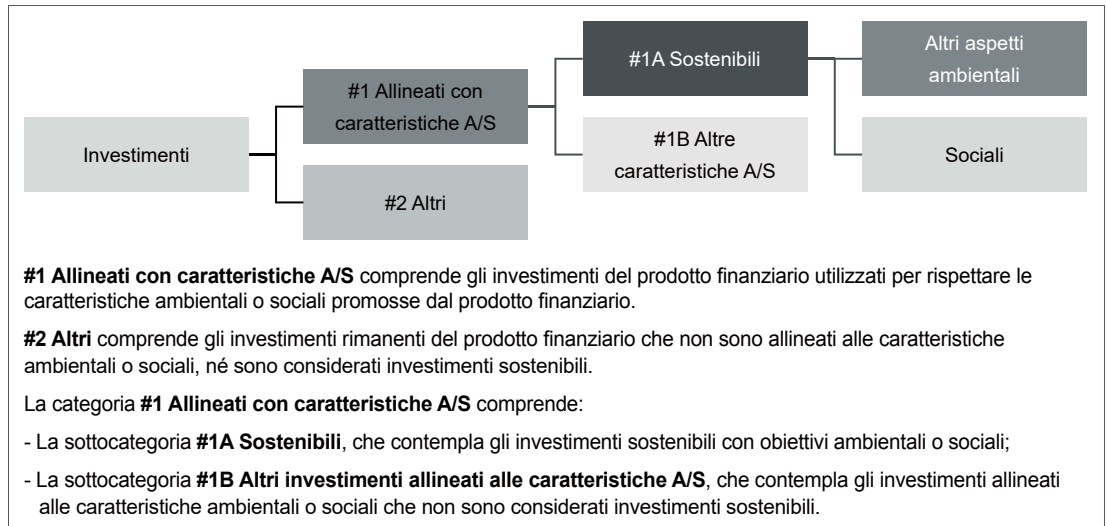 Investimenti
#1 Allineati con
caratteristiche A/S
#2 Altri
#1A Sostenibili
#1B Altre
caratteristiche A/S
Altri aspetti
ambientali
Sociali
#1 Allineati con caratteristiche A/S comprende gli investimenti del prodotto finanziario utilizzati per rispettare le
caratteristiche ambientali o sociali promosse dal prodotto finanziario.
#2 Altri comprende gli investimenti rimanenti del prodotto finanziario che non sono allineati alle caratteristiche
ambientali o sociali, né sono considerati investimenti sostenibili.
La categoria #1 Allineati con caratteristiche A/S comprende:
- La sottocategoria #1A Sostenibili, che contempla gli investimenti sostenibili con obiettivi ambientali o sociali;
- La sottocategoria #1B Altri investimenti allineati alle caratteristiche A/S, che contempla gli investimenti allineati
alle caratteristiche ambientali o sociali che non sono considerati investimenti sostenibili.